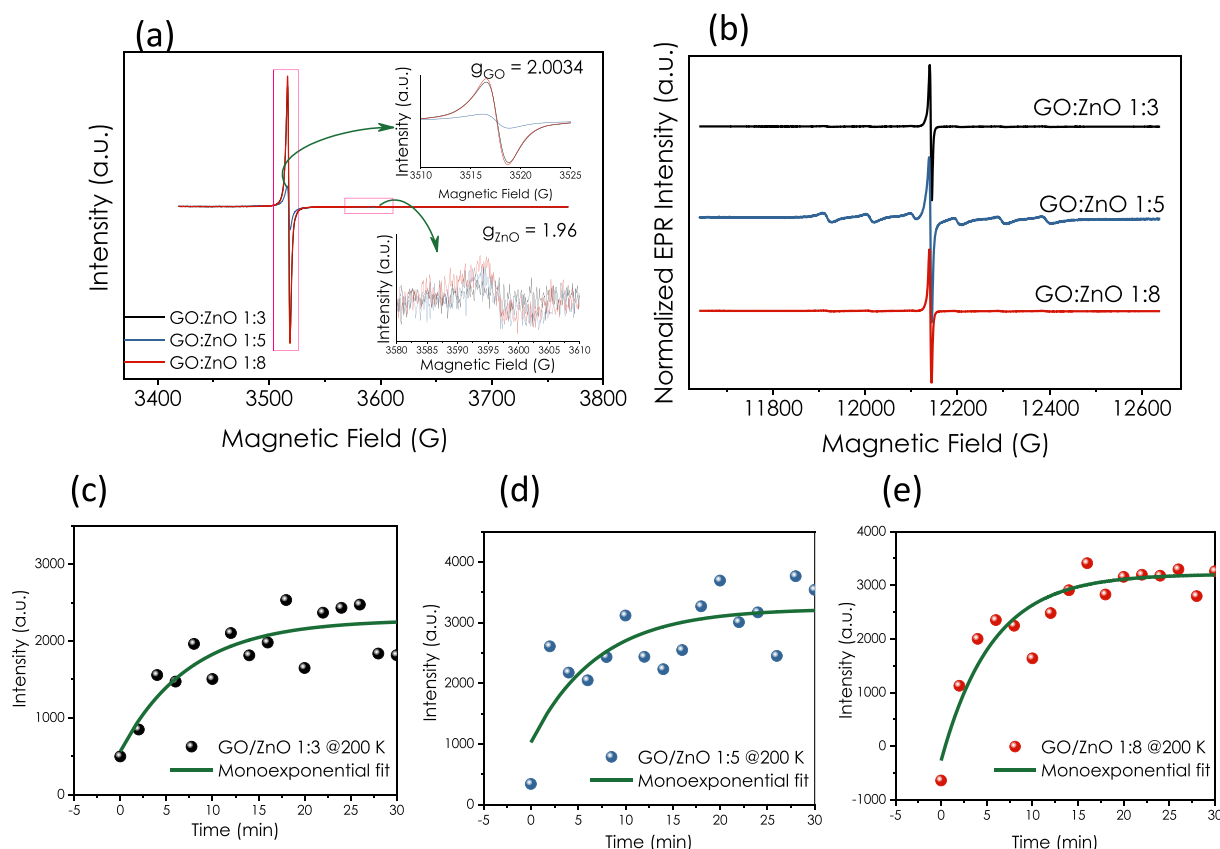 (a)
g_GO = 2.0034
Intensity (a.u.)
3510
3515
3520
3525
Magnetic Field (G)
g_ZnO = 1.96
Intensity (a.u.)
3580
3585
3590
3595
3600
3605
3610
Magnetic Field (G)
GO:ZnO 1:3
GO:ZnO 1:5
GO:ZnO 1:8
Intensity (a.u.)
3400
3500
3600
3700
3800
Magnetic Field (G)
(b)
Normalized EPR Intensity (a.u.)
GO:ZnO 1:3
GO:ZnO 1:5
GO:ZnO 1:8
11800
12000
12200
12400
12600
Magnetic Field (G)
(c)
Intensity (a.u.)
3000
2000
1000
0
GO/ZnO 1:3 @200 K
Monoexponential fit
-5
0
5
10
15
20
25
30
Time (min)
(d)
Intensity (a.u.)
4000
3000
2000
1000
0
GO/ZnO 1:5 @200 K
Monoexponential fit
-5
0
5
10
15
20
25
30
Time (min)
(e)
Intensity (a.u.)
4000
3000
2000
1000
0
-1000
GO/ZnO 1:8 @200 K
Monoexponential fit
-5
0
5
10
15
20
25
30
Time (min)